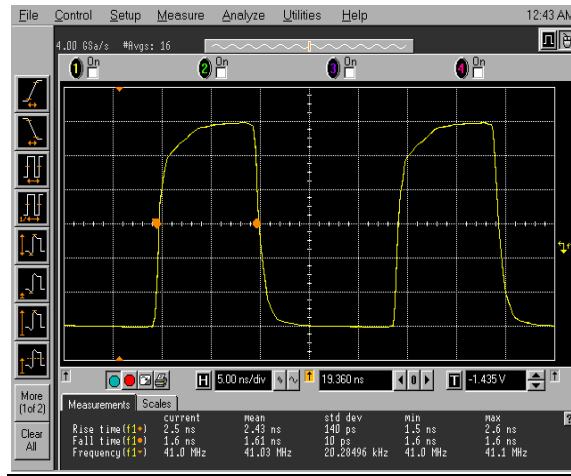 File Control Setup Measure Analyze Utilities Help 12:43 AM
4.00 GSa/s #Avgs: 16
1 On 2 On 3 On 4 On
More
(1of 2)
Clear
All
H 5.00 ns/div 19.360 ns 0 T -1.435 V
Measurements Scales
current mean std dev min max
Rise time(f1) 2.5 ns 2.43 ns 140 ps 1.5 ns 2.6 ns
Fall time(f1) 1.6 ns 1.61 ns 10 ps 1.6 ns 1.6 ns
Frequency(f1) 41.0 MHz 41.03 MHz 20.28496 kHz 41.0 MHz 41.1 MHz